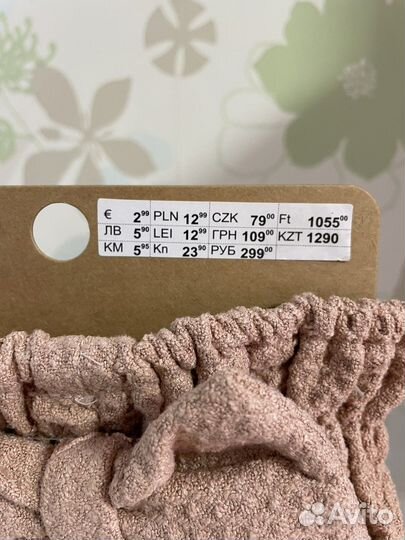 € 2⁹⁹ PLN 12⁹⁹ CZK 79⁰⁰ Ft 1055⁰⁰
ЛВ 5⁹⁰ LEI 12⁹⁹ ГРН 109⁰⁰ KZT 1290
KM 5⁹⁵ Kn 23⁹⁰ РУБ 299⁰⁰
Avito